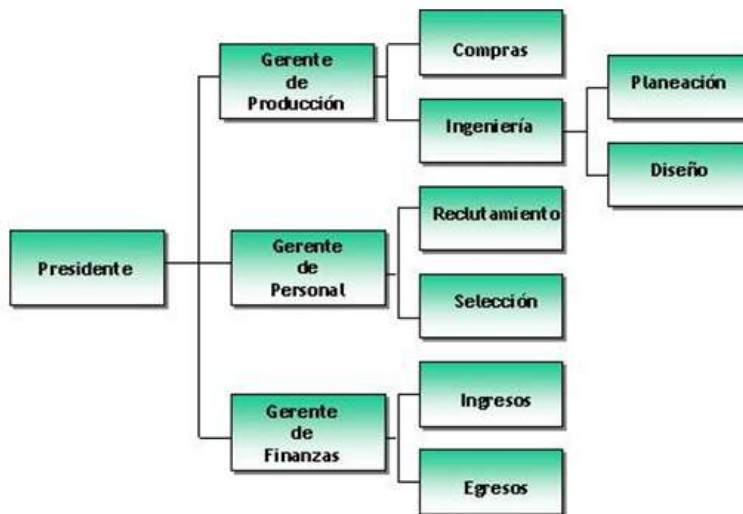 Presidente
Gerente
de
Producción
Compras
Ingeniería
Planeación
Diseño
Gerente
de
Personal
Reclutamiento
Selección
Gerente
de
Finanzas
Ingresos
Egresos